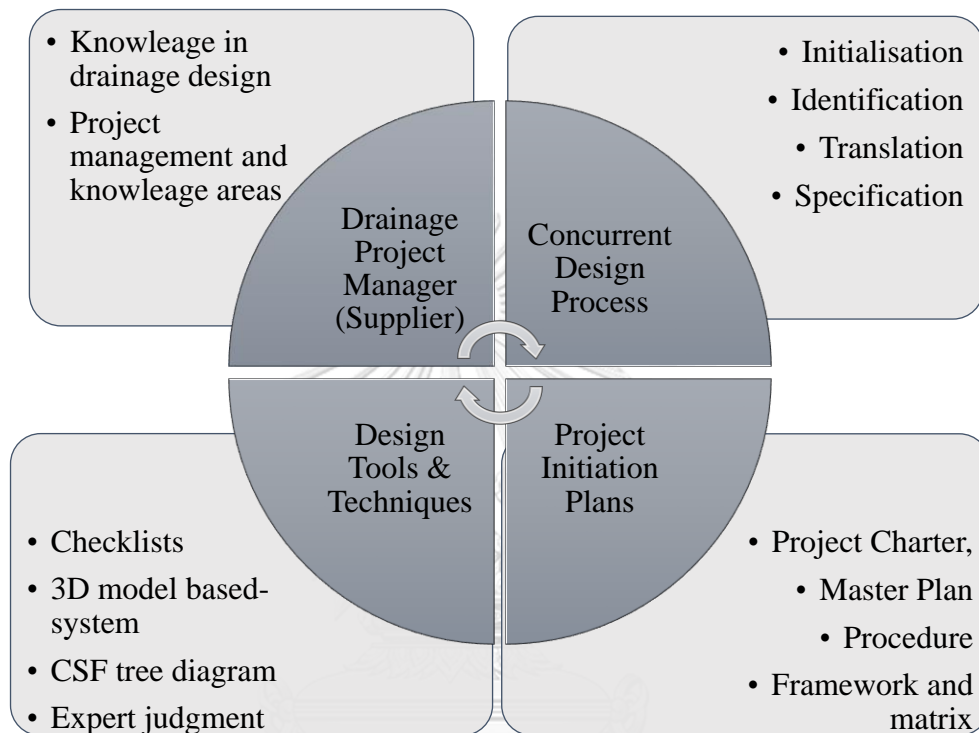 • Knowleage in
drainage design
• Project
management and
knowleage areas
• Initialisation
• Identification
• Translation
• Specification
Drainage
Project
Manager
(Supplier)
Concurrent
Design
Process
Design
Tools &
Techniques
Project
Initiation
Plans
• Checklists
• 3D model based-
system
• CSF tree diagram
• Expert judgment
• Project Charter,
• Master Plan
• Procedure
• Framework and
matrix